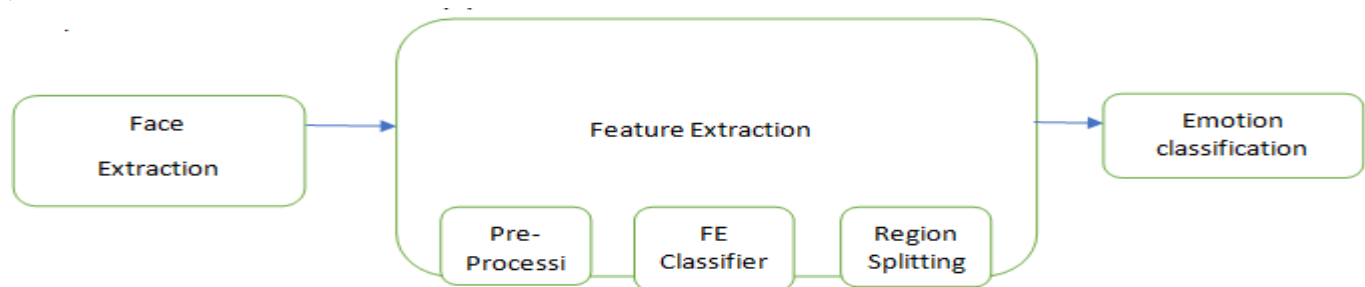 Face
Extraction
Feature Extraction
Emotion
classification
Pre-
Processi
FE
Classifier
Region
Splitting